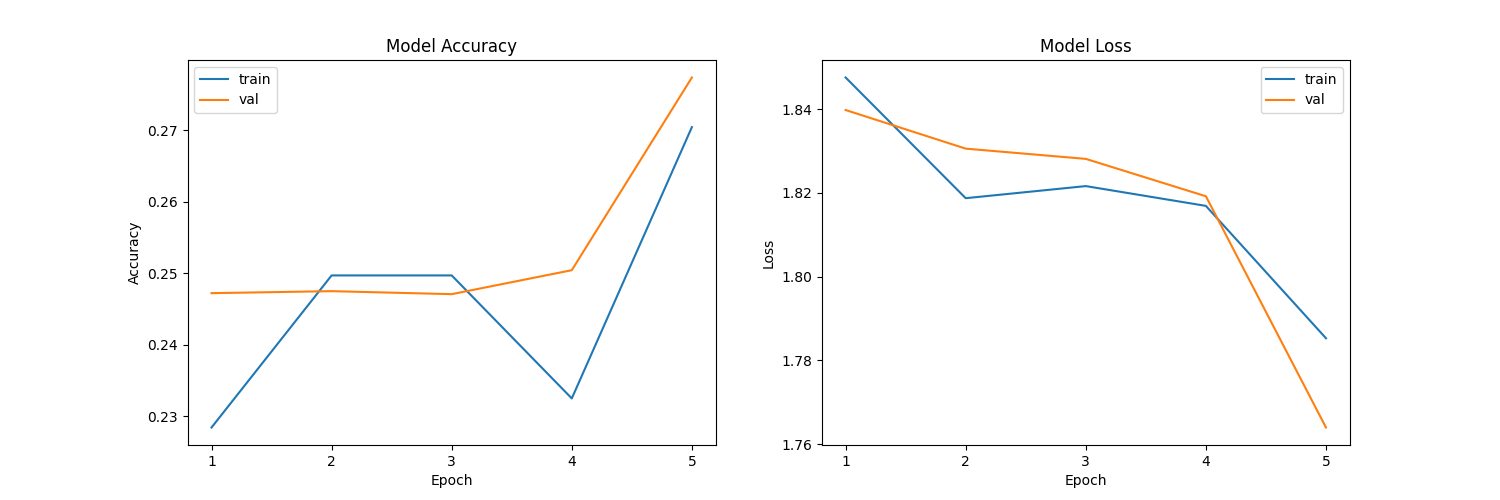 Model Accuracy
train
val
0.27
0.26
0.25
0.24
0.23
Accuracy
1 2 3 4 5
Epoch
Model Loss
train
val
1.84
1.82
1.80
1.78
1.76
Loss
1 2 3 4 5
Epoch